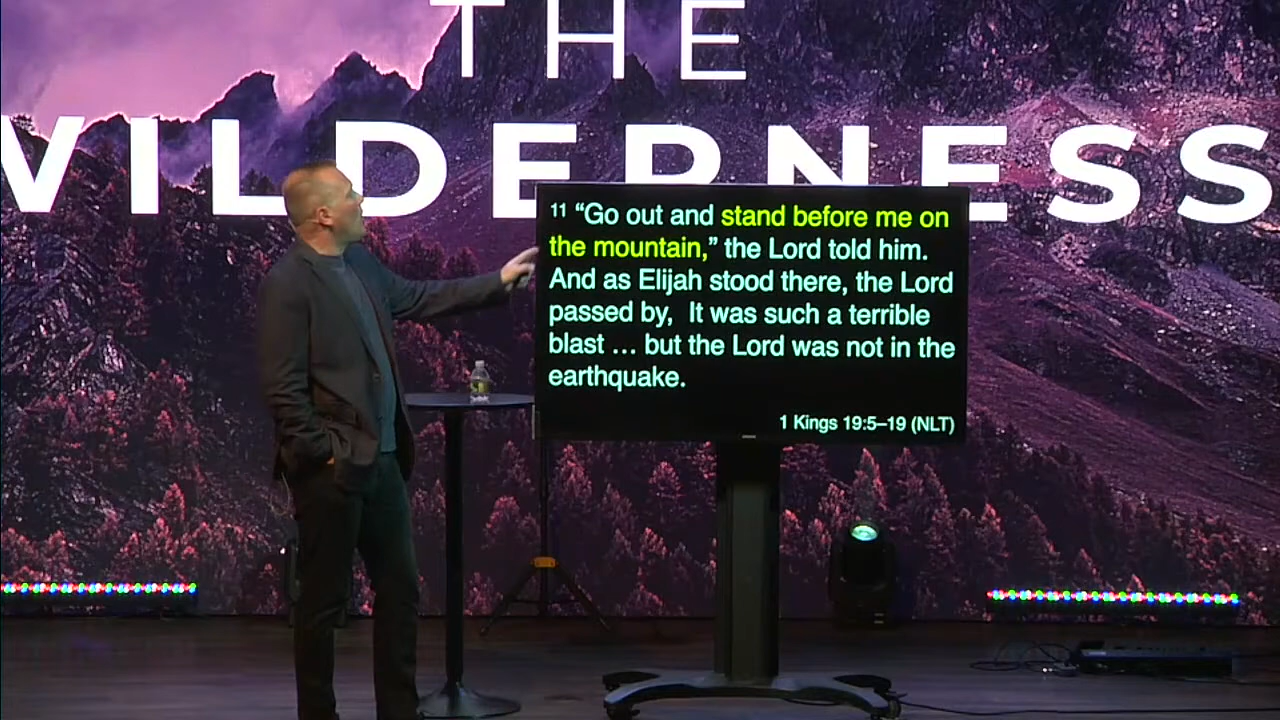 THE
WILDERNESS
11 “Go out and stand before me on
the mountain,” the Lord told him.
And as Elijah stood there, the Lord
passed by, It was such a terrible
blast … but the Lord was not in the
earthquake.
1 Kings 19:5–19 (NLT)